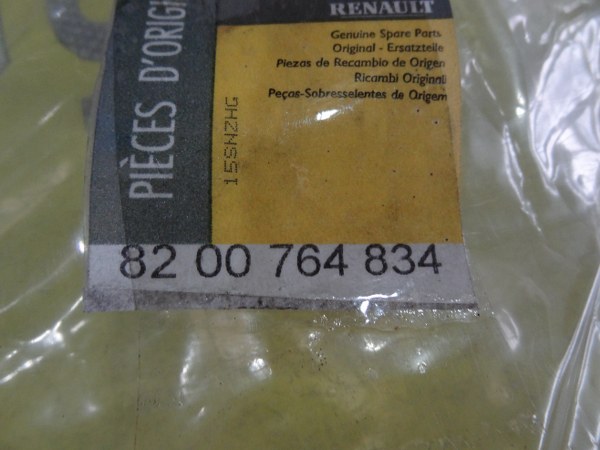 RENAULT
Genuine Spare Parts
Original - Ersatzteile
Piezas de Recambio de Origen
Ricambi Originali
Peças-Sobresselentes de Origem
PIÈCES D'ORIGI
15SNZHG
82 00 764 834